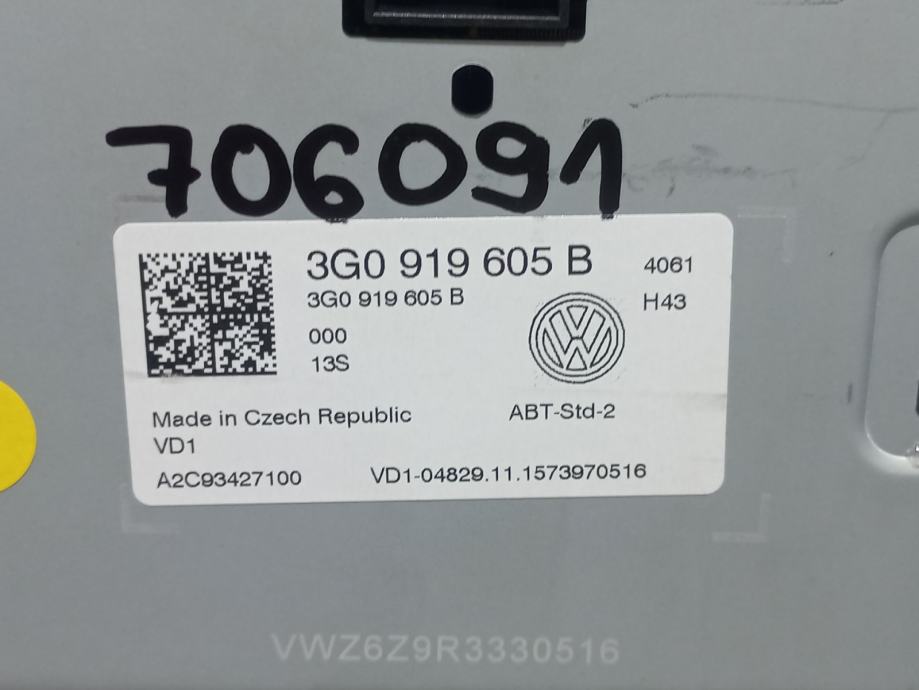 706091
3G0 919 605 B 4061
3G0 919 605 B H43
000
13S
Made in Czech Republic ABT-Std-2
VD1
A2C93427100 VD1-04829.11.1573970516
VWZ6Z9R3330516